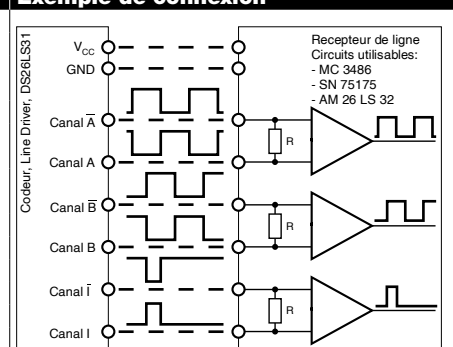 Exemple de connexion
Codeur, Line Driver, DS26LS31
V_CC
GND
Canal A̅
Canal A
Canal B̅
Canal B
Canal I̅
Canal I
Recepteur de ligne
Circuits utilisables:
- MC 3486
- SN 75175
- AM 26 LS 32
R
R
R